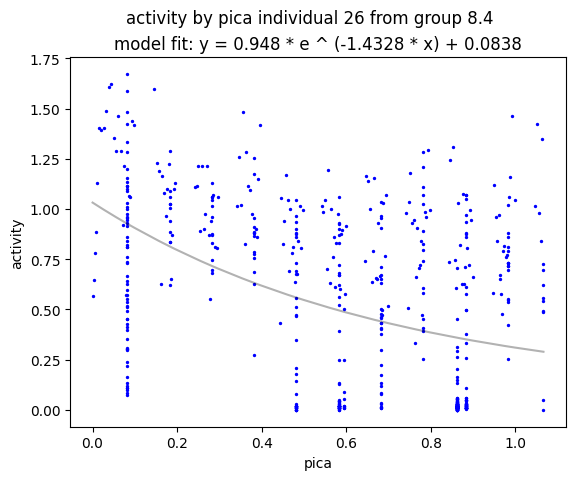 activity by pica individual 26 from group 8.4
model fit: y = 0.948 * e ^ (-1.4328 * x) + 0.0838
1.75
1.50
1.25
1.00
0.75
0.50
0.25
0.00
activity
0.0 0.2 0.4 0.6 0.8 1.0
pica